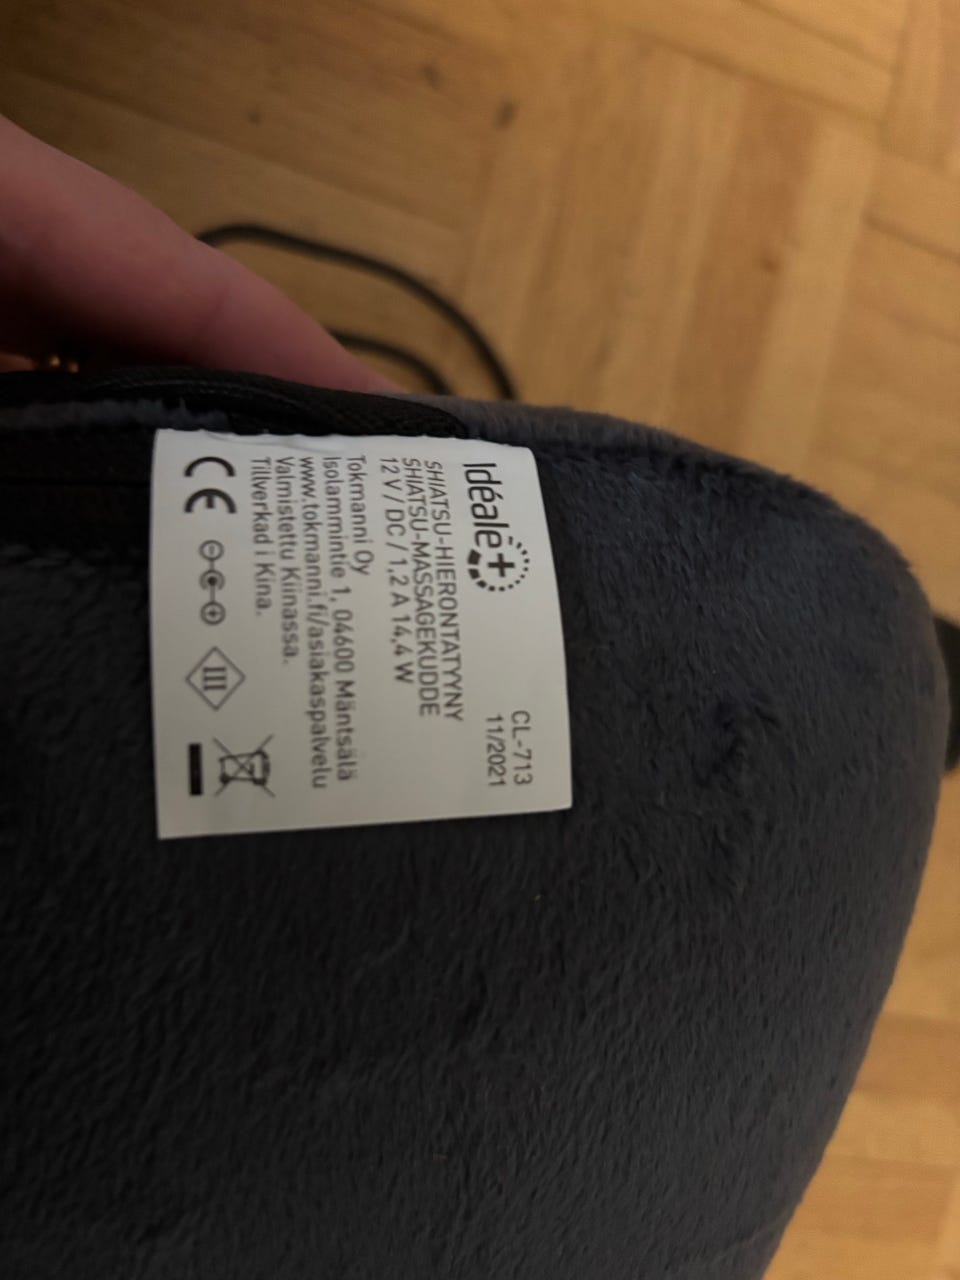 Idéale+
CL-713
11/2021
SHIATSU-HIERONTATYYNY
SHIATSU-MASSAGEKUDDE
12 V / DC / 1,2 A 14,4 W
Tokmanni Oy
Isolammintie 1, 04600 Mäntsälä
www.tokmanni.fi/asiakaspalvelu
Valmistettu Kiinassa.
Tillverkad i Kina.
CE
III